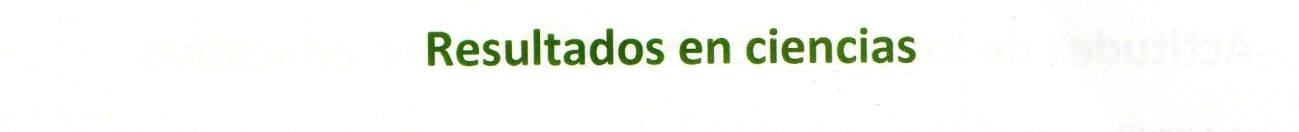 Resultados en ciencias